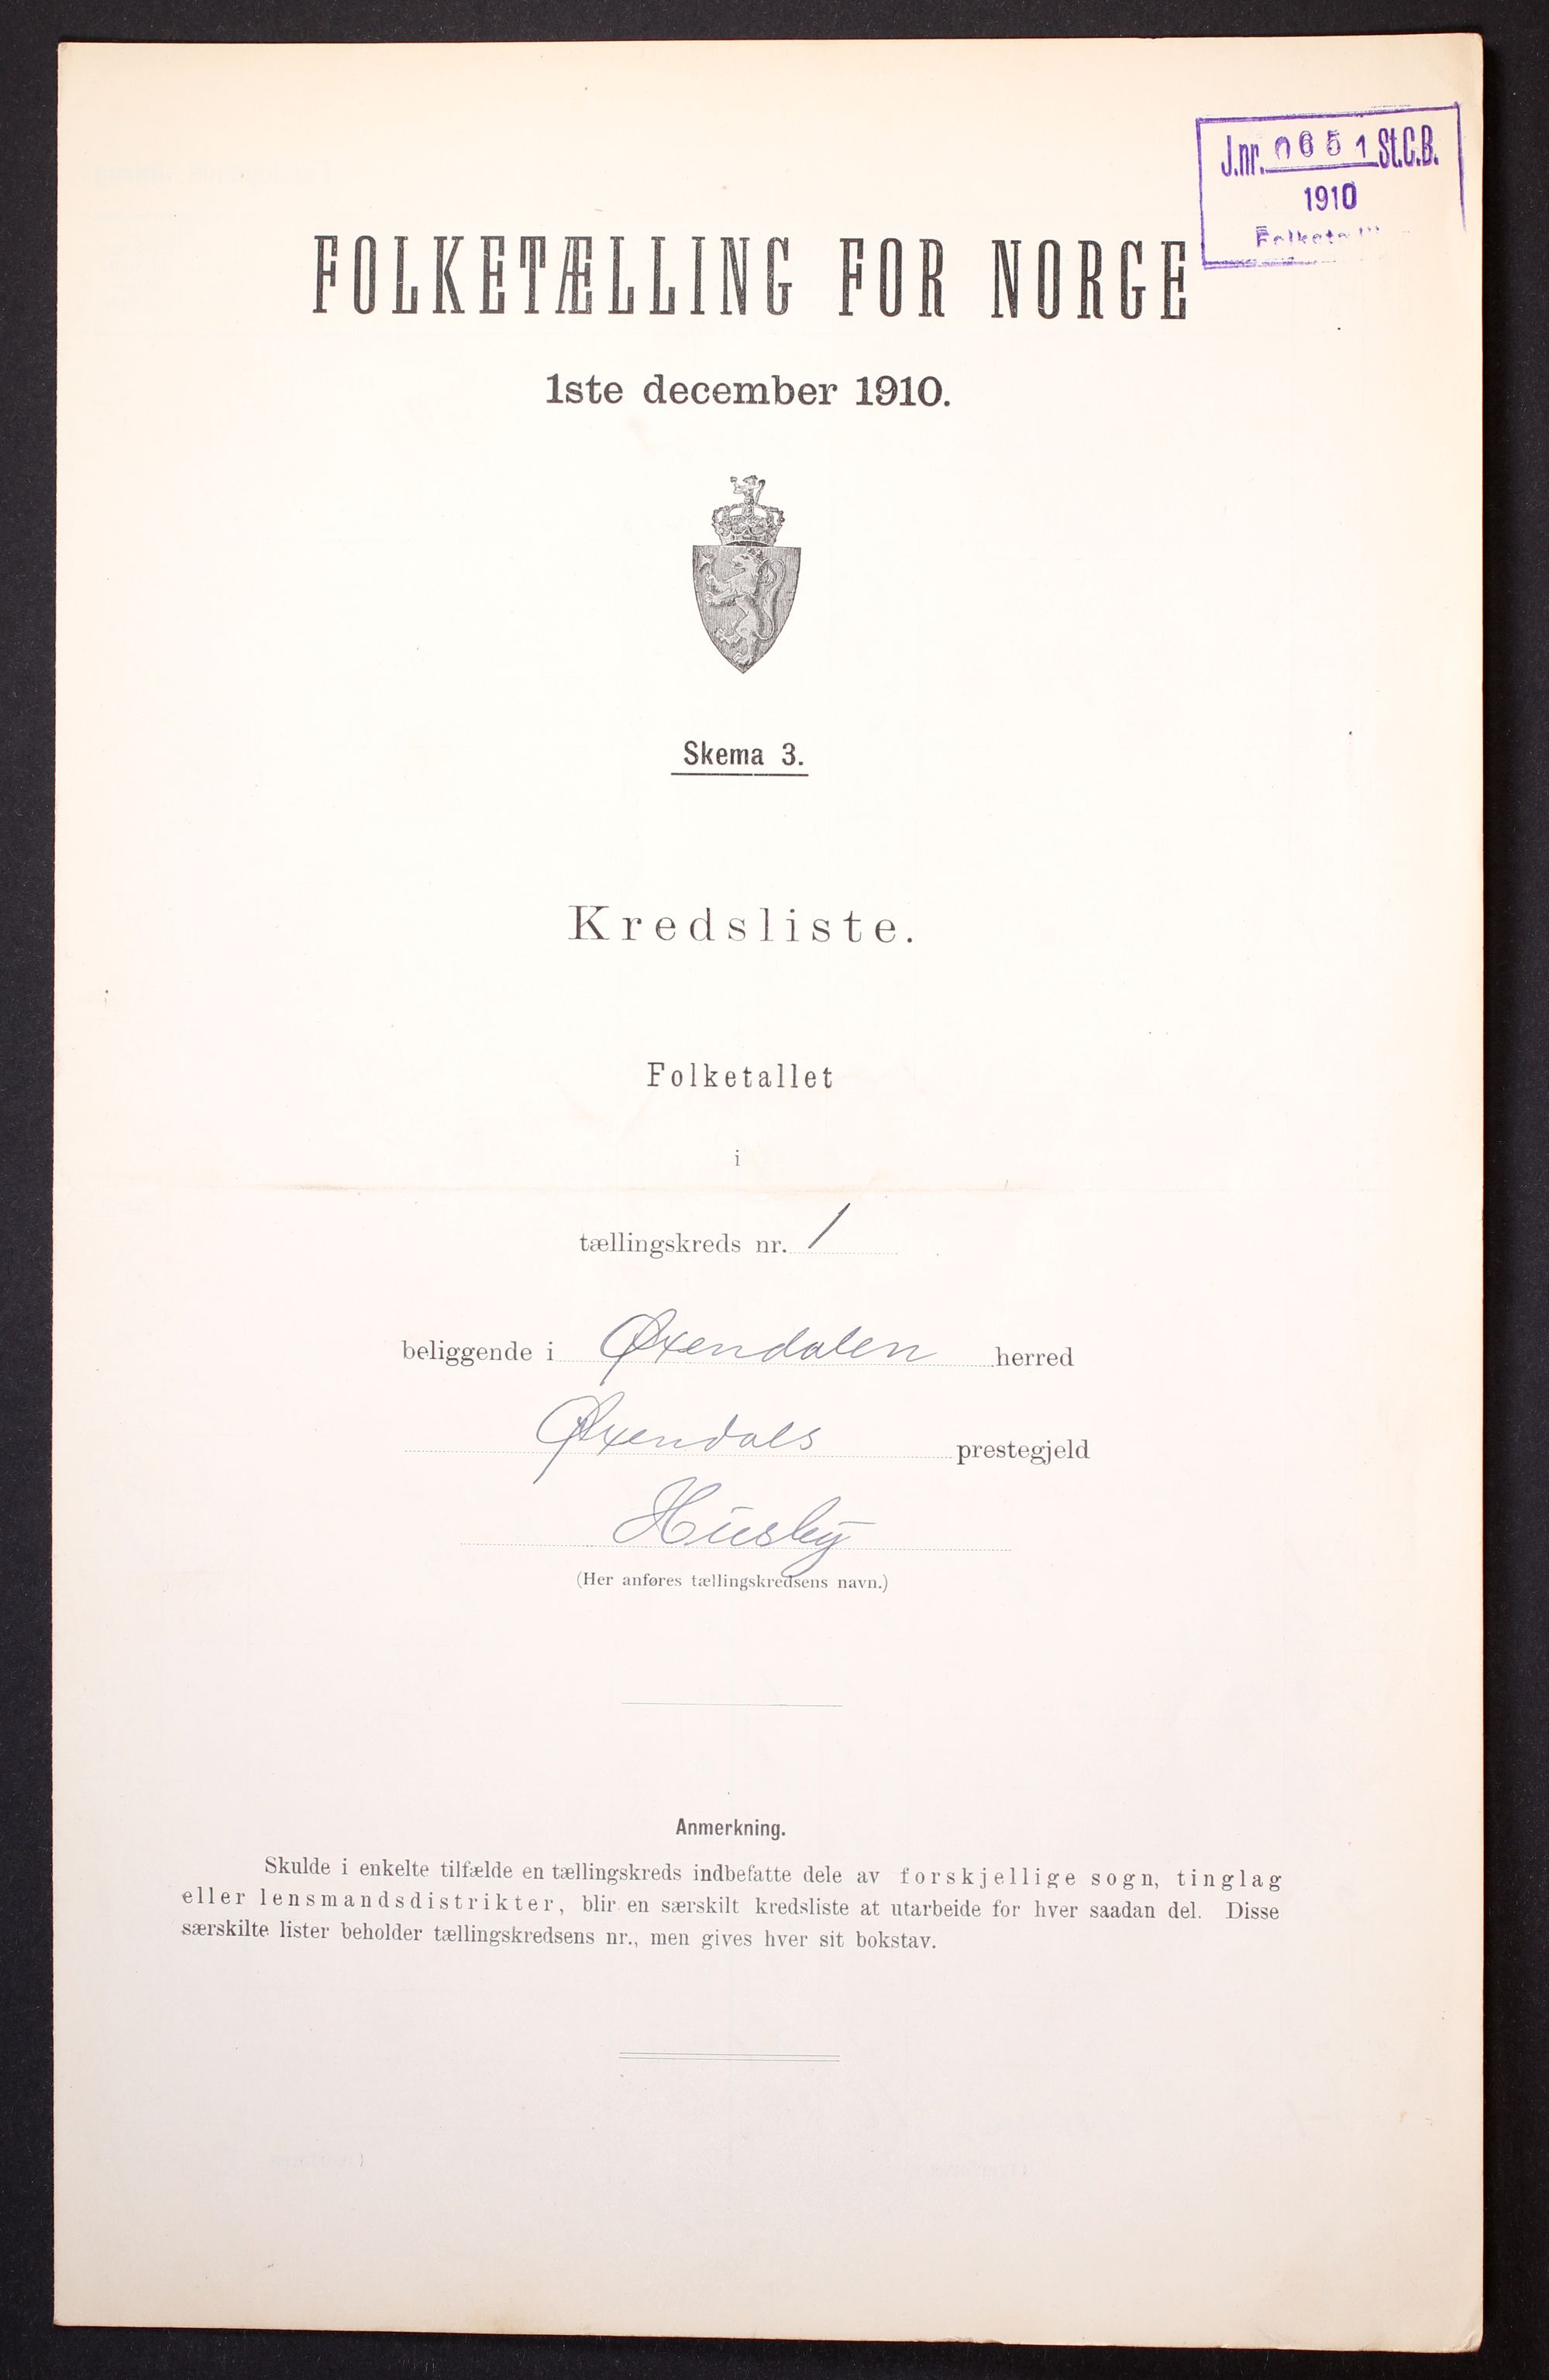 J.nr. 0651 St.C.B.
1910
FOLKETÆLLING FOR NORGE
1ste december 1910.
Skema 3.
Kredsliste.
Folketallet
i
tællingskreds nr. 1
beliggende i Øxendalen herred
Øxendals prestegjeld
Husby
(Her anføres tællingskredsens navn.)
Anmerkning.
Skulde i enkelte tilfælde en tællingskreds indbefatte dele av forskjellige sogn, tinglag
eller lensmandsdistrikter, blir en særskilt kredsliste at utarbeide for hver saadan del. Disse
særskilte lister beholder tællingskredsens nr., men gives hver sit bokstav.